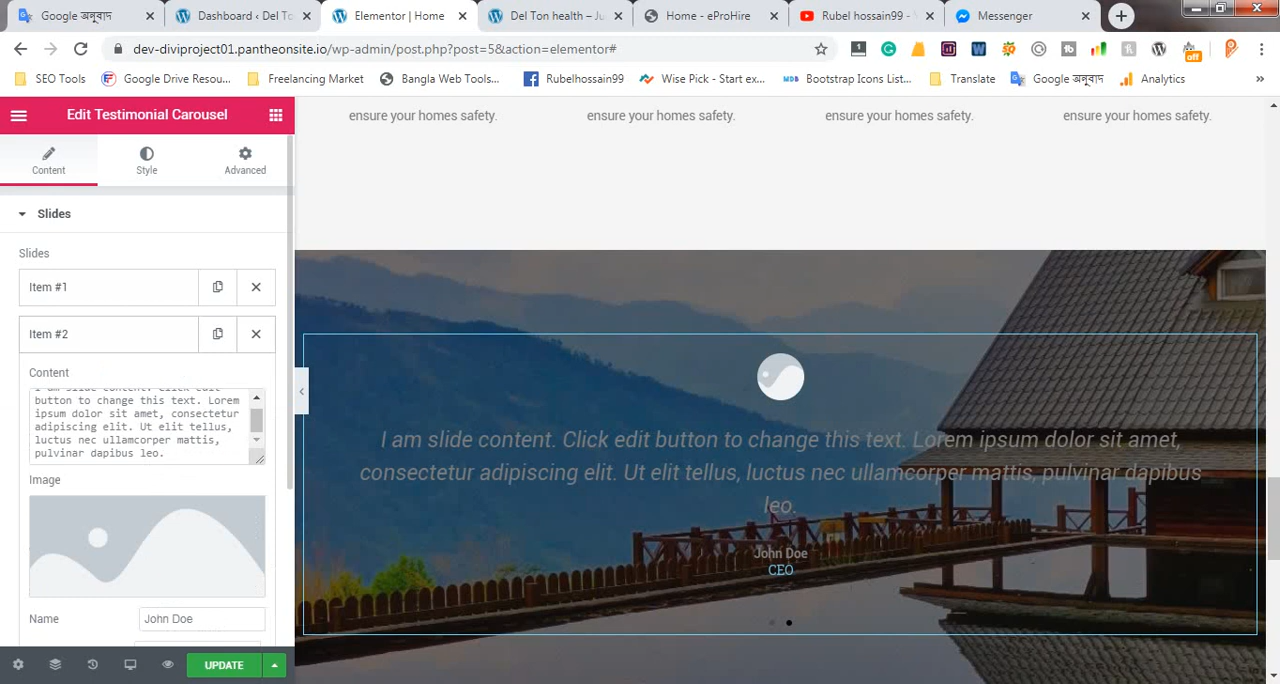 Google অনুবাদ
Dashboard ‹ Del To
Elementor | Home
Del Ton health – Ju
Home - eProHire
Rubel hossain99 -
Messenger
dev-diviproject01.pantheonsite.io/wp-admin/post.php?post=5&action=elementor#
off
SEO Tools
Google Drive Resou...
Freelancing Market
Bangla Web Tools...
Rubelhossain99
Wise Pick - Start ex...
MDB Bootstrap Icons List...
Translate
Google অনুবাদ
Analytics
»
Edit Testimonial Carousel
Content
Style
Advanced
Slides
Slides
Item #1
Item #2
Content
I am slide content. Click edit
button to change this text. Lorem
ipsum dolor sit amet, consectetur
adipiscing elit. Ut elit tellus,
luctus nec ullamcorper mattis,
pulvinar dapibus leo.
Image
Name
John Doe
UPDATE
ensure your homes safety.
ensure your homes safety.
ensure your homes safety.
ensure your homes safety.
I am slide content. Click edit button to change this text. Lorem ipsum dolor sit amet,
consectetur adipiscing elit. Ut elit tellus, luctus nec ullamcorper mattis, pulvinar dapibus
leo.
John Doe
CEO